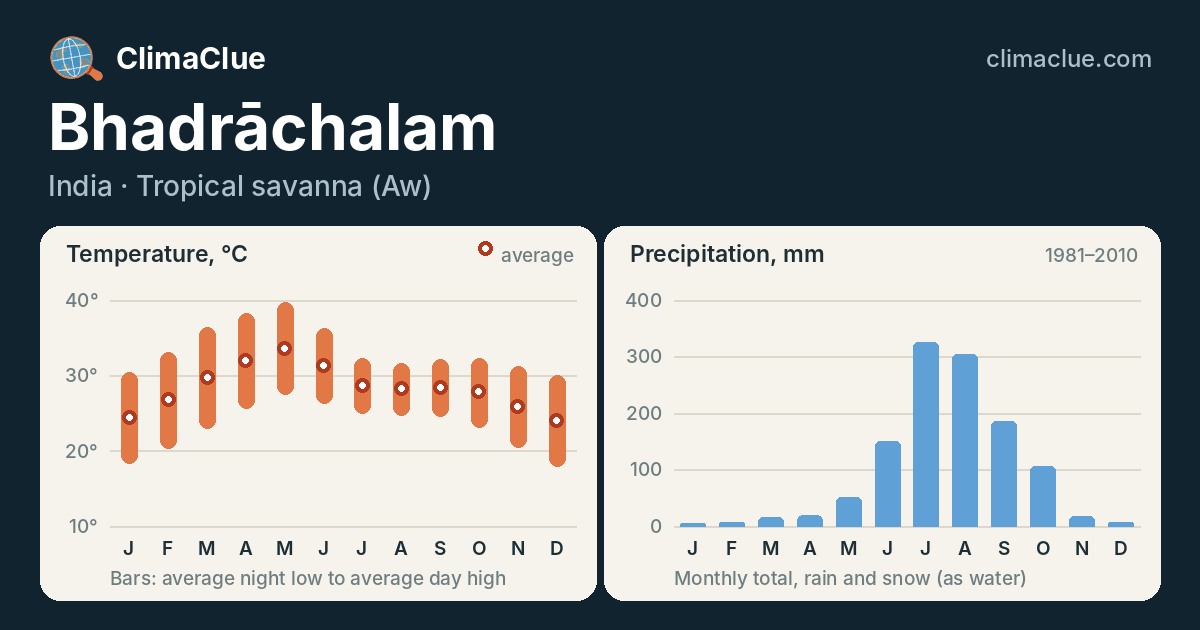 ClimaClue
climaclue.com
Bhadrāchalam
India · Tropical savanna (Aw)
Temperature, °C
average
40°
30°
20°
10°
J F M A M J J A S O N D
Bars: average night low to average day high
Precipitation, mm
1981–2010
400
300
200
100
0
J F M A M J J A S O N D
Monthly total, rain and snow (as water)